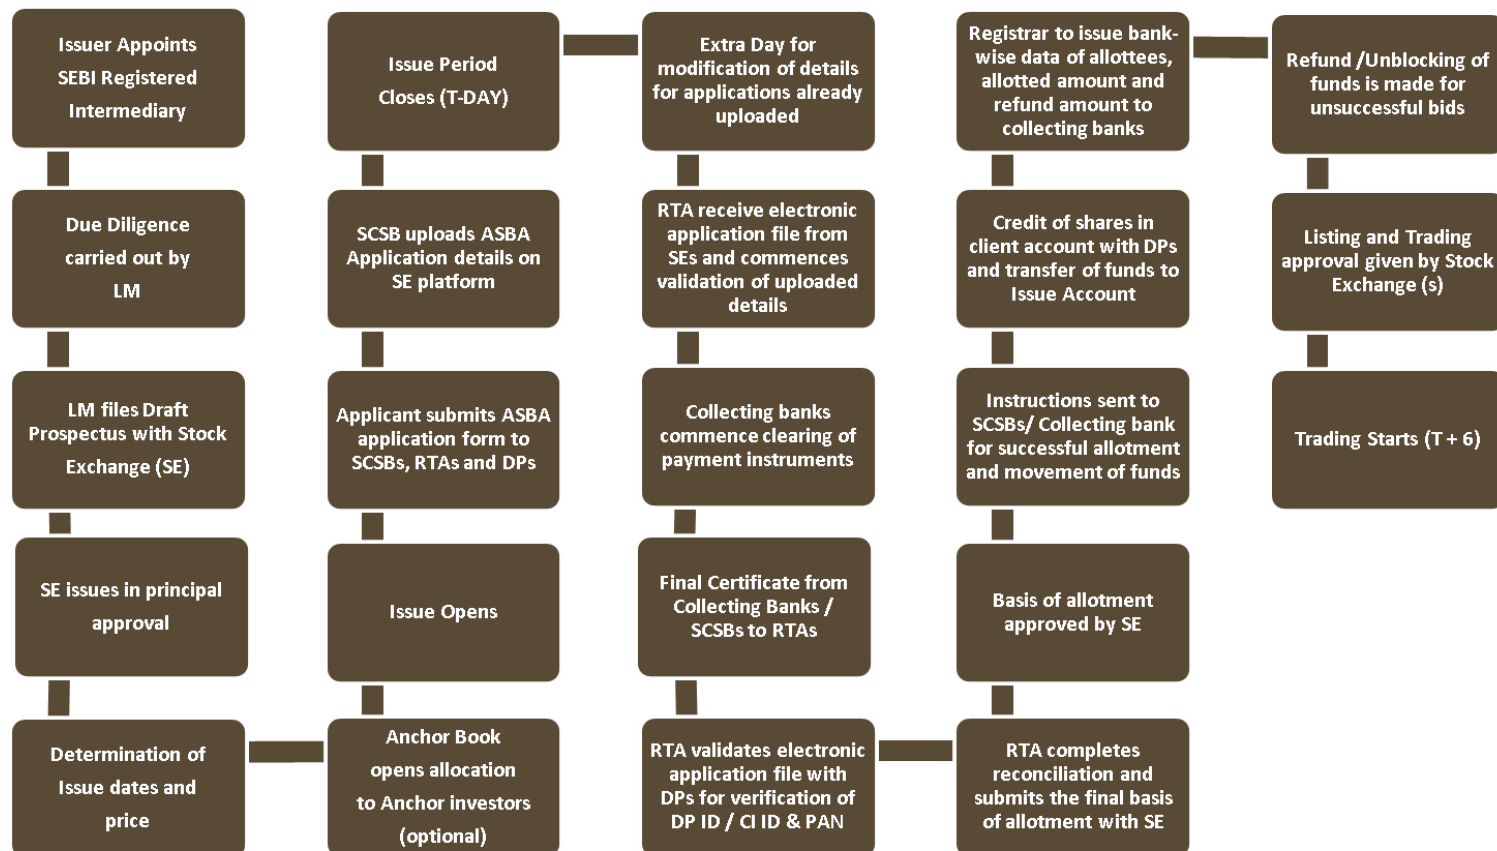 Issuer Appoints
SEBI Registered
Intermediary
Due Diligence
carried out by
LM
LM files Draft
Prospectus with Stock
Exchange (SE)
SE issues in principal
approval
Determination of
Issue dates and
price
Anchor Book
opens allocation
to Anchor investors
(optional)
Issue Opens
Applicant submits ASBA
application form to
SCSBs, RTAs and DPs
SCSB uploads ASBA
Application details on
SE platform
Issue Period
Closes (T-DAY)
Extra Day for
modification of details
for applications already
uploaded
RTA receive electronic
application file from
SEs and commences
validation of uploaded
details
Collecting banks
commence clearing of
payment instruments
Final Certificate from
Collecting Banks /
SCSBs to RTAs
RTA validates electronic
application file with
DPs for verification of
DP ID / CI ID & PAN
RTA completes
reconciliation and
submits the final basis
of allotment with SE
Basis of allotment
approved by SE
Instructions sent to
SCSBs/ Collecting bank
for successful allotment
and movement of funds
Credit of shares in
client account with DPs
and transfer of funds to
Issue Account
Registrar to issue bank-
wise data of allottees,
allotted amount and
refund amount to
collecting banks
Refund /Unblocking of
funds is made for
unsuccessful bids
Listing and Trading
approval given by Stock
Exchange (s)
Trading Starts (T + 6)